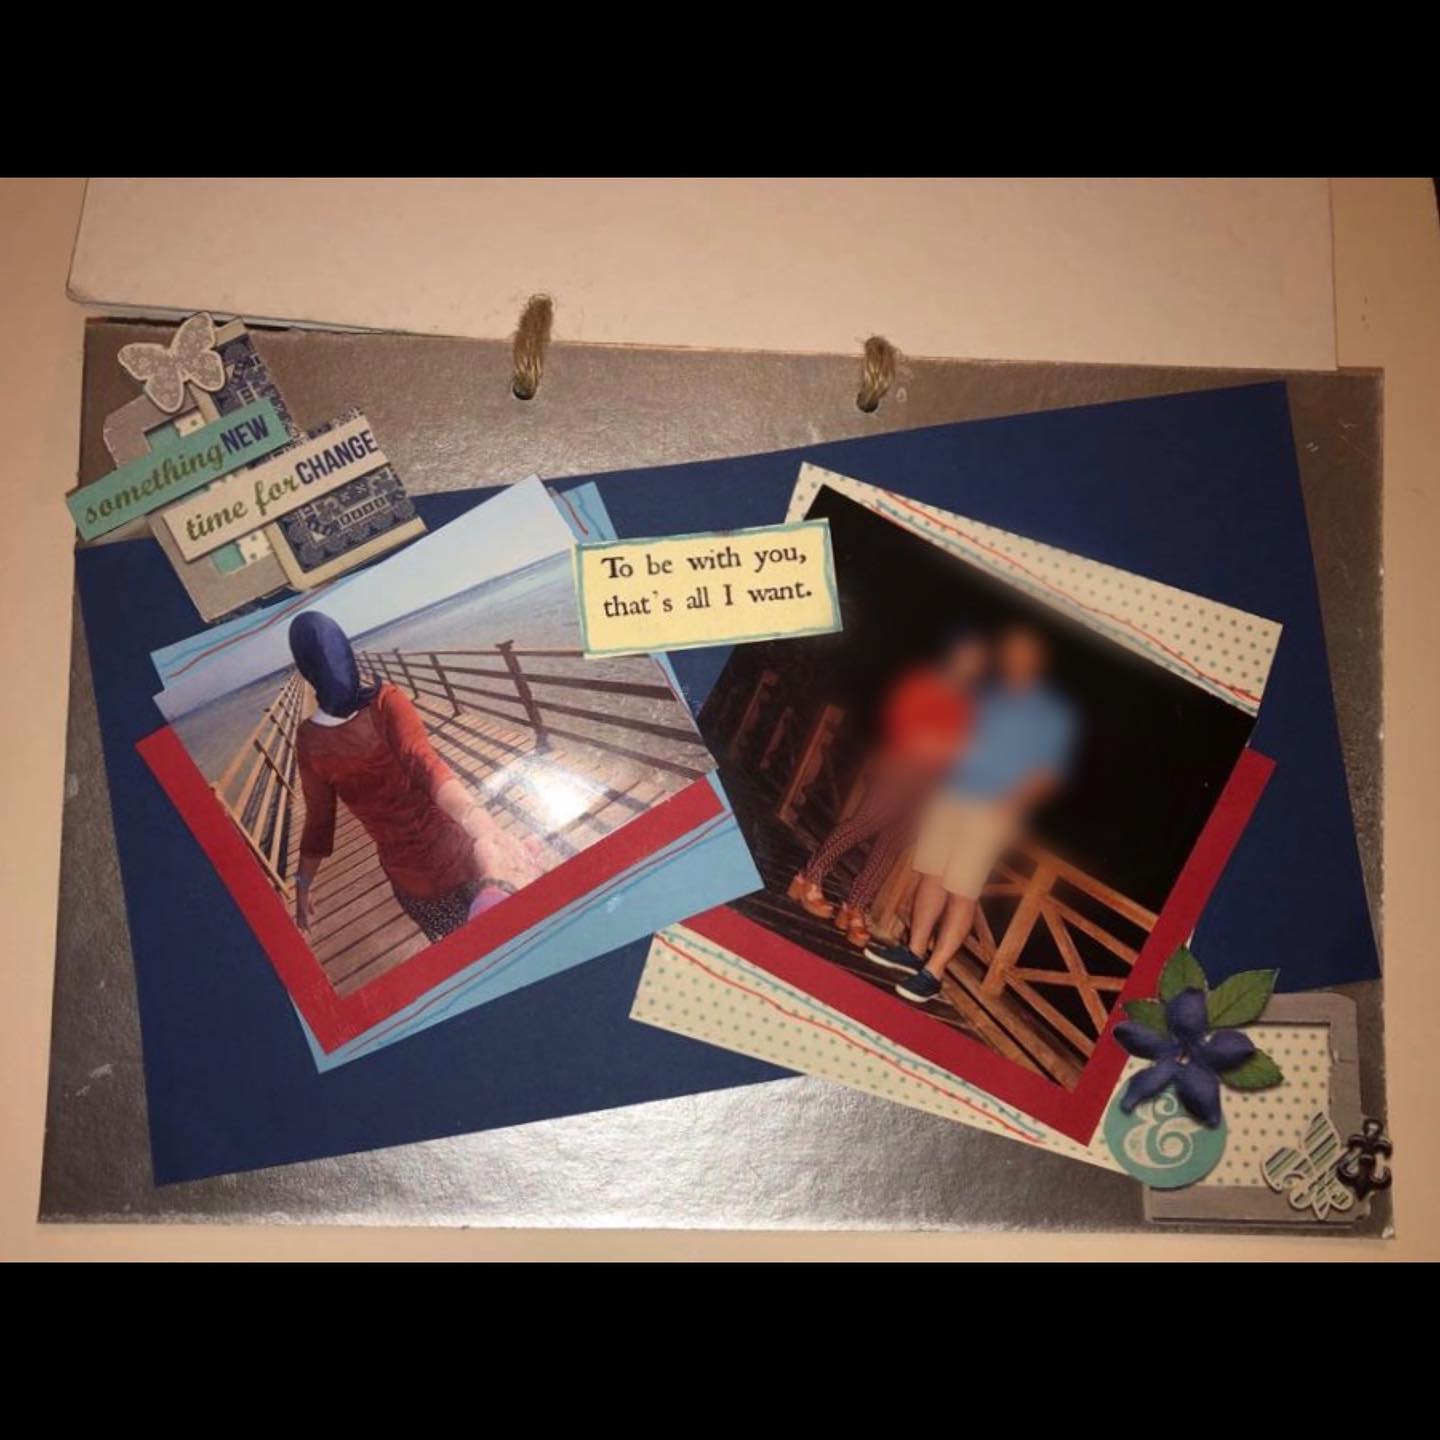 something NEW
time for CHANGE
To be with you,
that's all I want.
&